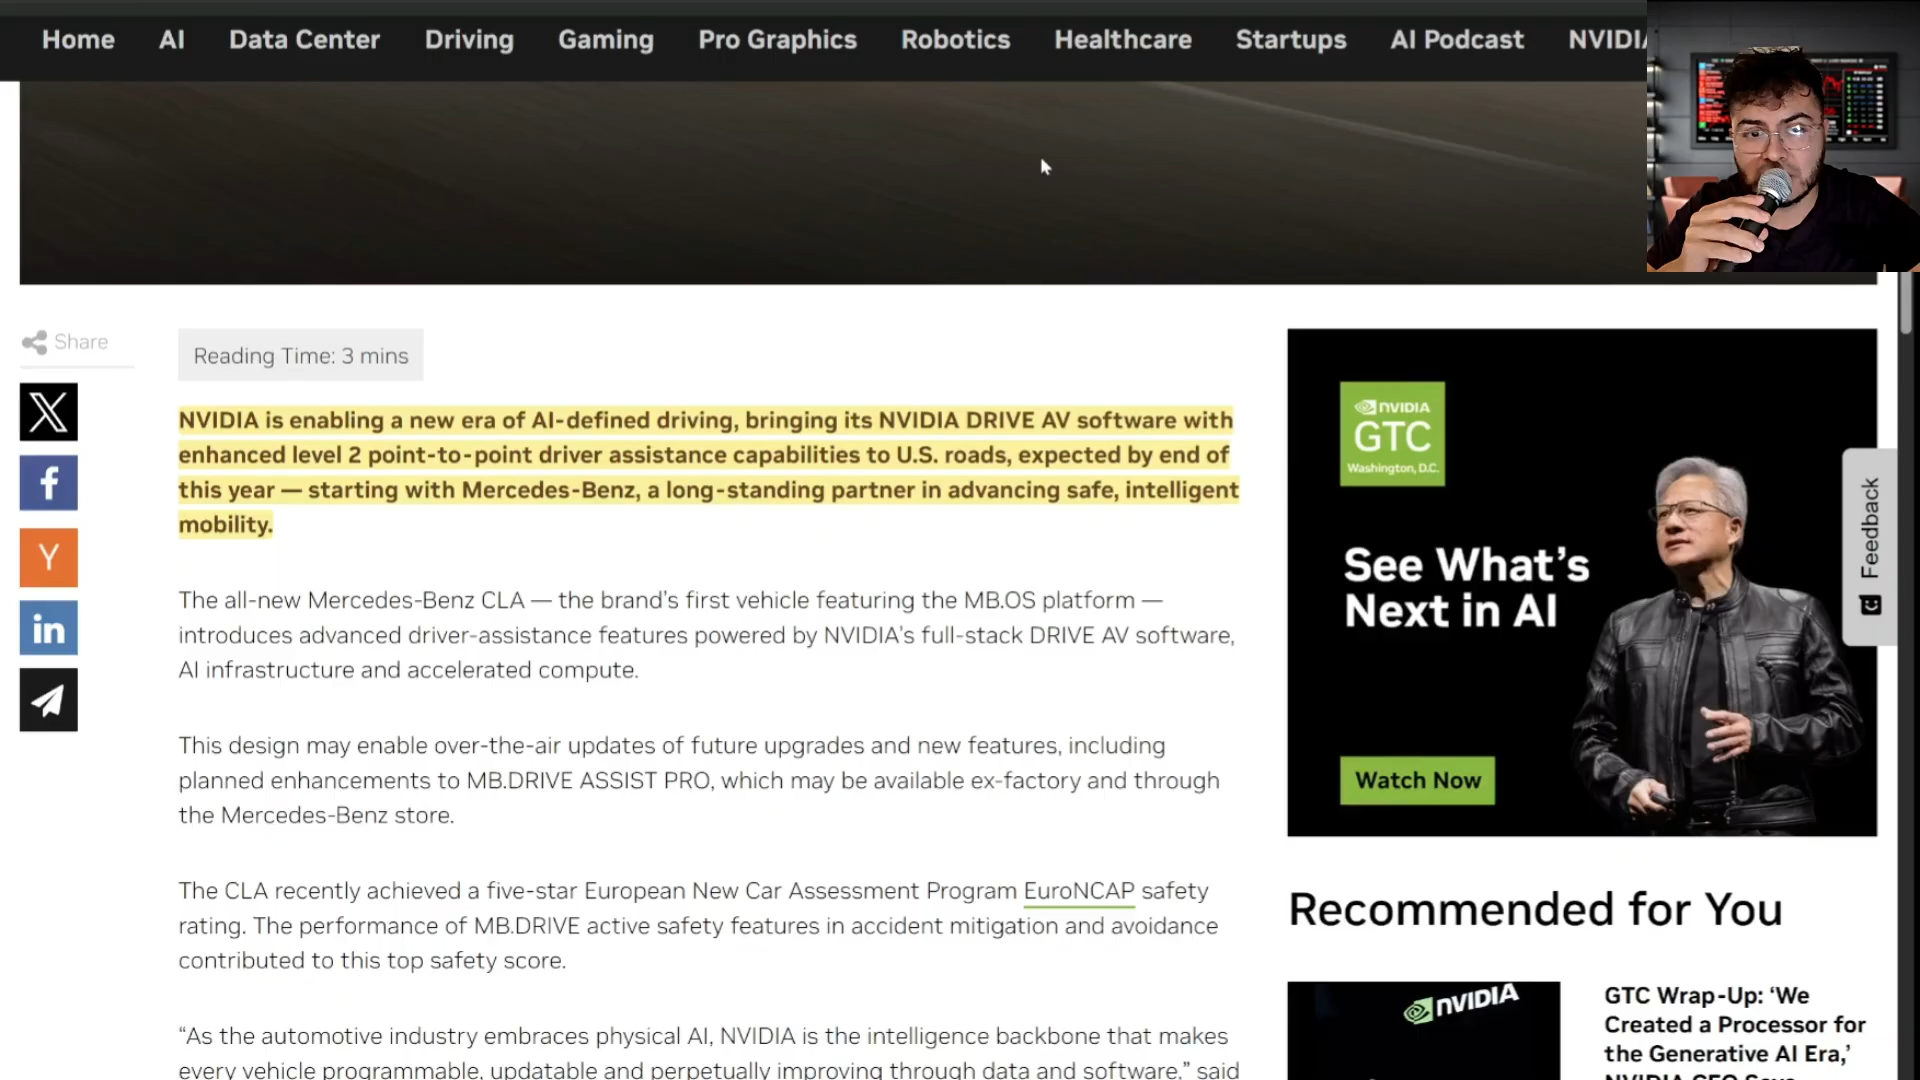 Home AI Data Center Driving Gaming Pro Graphics Robotics Healthcare Startups AI Podcast
Share
Reading Time: 3 mins
NVIDIA is enabling a new era of AI-defined driving, bringing its NVIDIA DRIVE AV software with
enhanced level 2 point-to-point driver assistance capabilities to U.S. roads, expected by end of
this year — starting with Mercedes-Benz, a long-standing partner in advancing safe, intelligent
mobility.
The all-new Mercedes-Benz CLA — the brand’s first vehicle featuring the MB.OS platform —
introduces advanced driver-assistance features powered by NVIDIA’s full-stack DRIVE AV software,
AI infrastructure and accelerated compute.
This design may enable over-the-air updates of future upgrades and new features, including
planned enhancements to MB.DRIVE ASSIST PRO, which may be available ex-factory and through
the Mercedes-Benz store.
The CLA recently achieved a five-star European New Car Assessment Program EuroNCAP safety
rating. The performance of MB.DRIVE active safety features in accident mitigation and avoidance
contributed to this top safety score.
“As the automotive industry embraces physical AI, NVIDIA is the intelligence backbone that makes
every vehicle programmable, updatable and perpetually improving through data and software,” said
NVIDIA
GTC
Washington, D.C.
See What’s
Next in AI
Watch Now
Feedback
Recommended for You
NVIDIA
GTC Wrap-Up: ‘We
Created a Processor for
the Generative AI Era,’
NVIDIA CEO Says